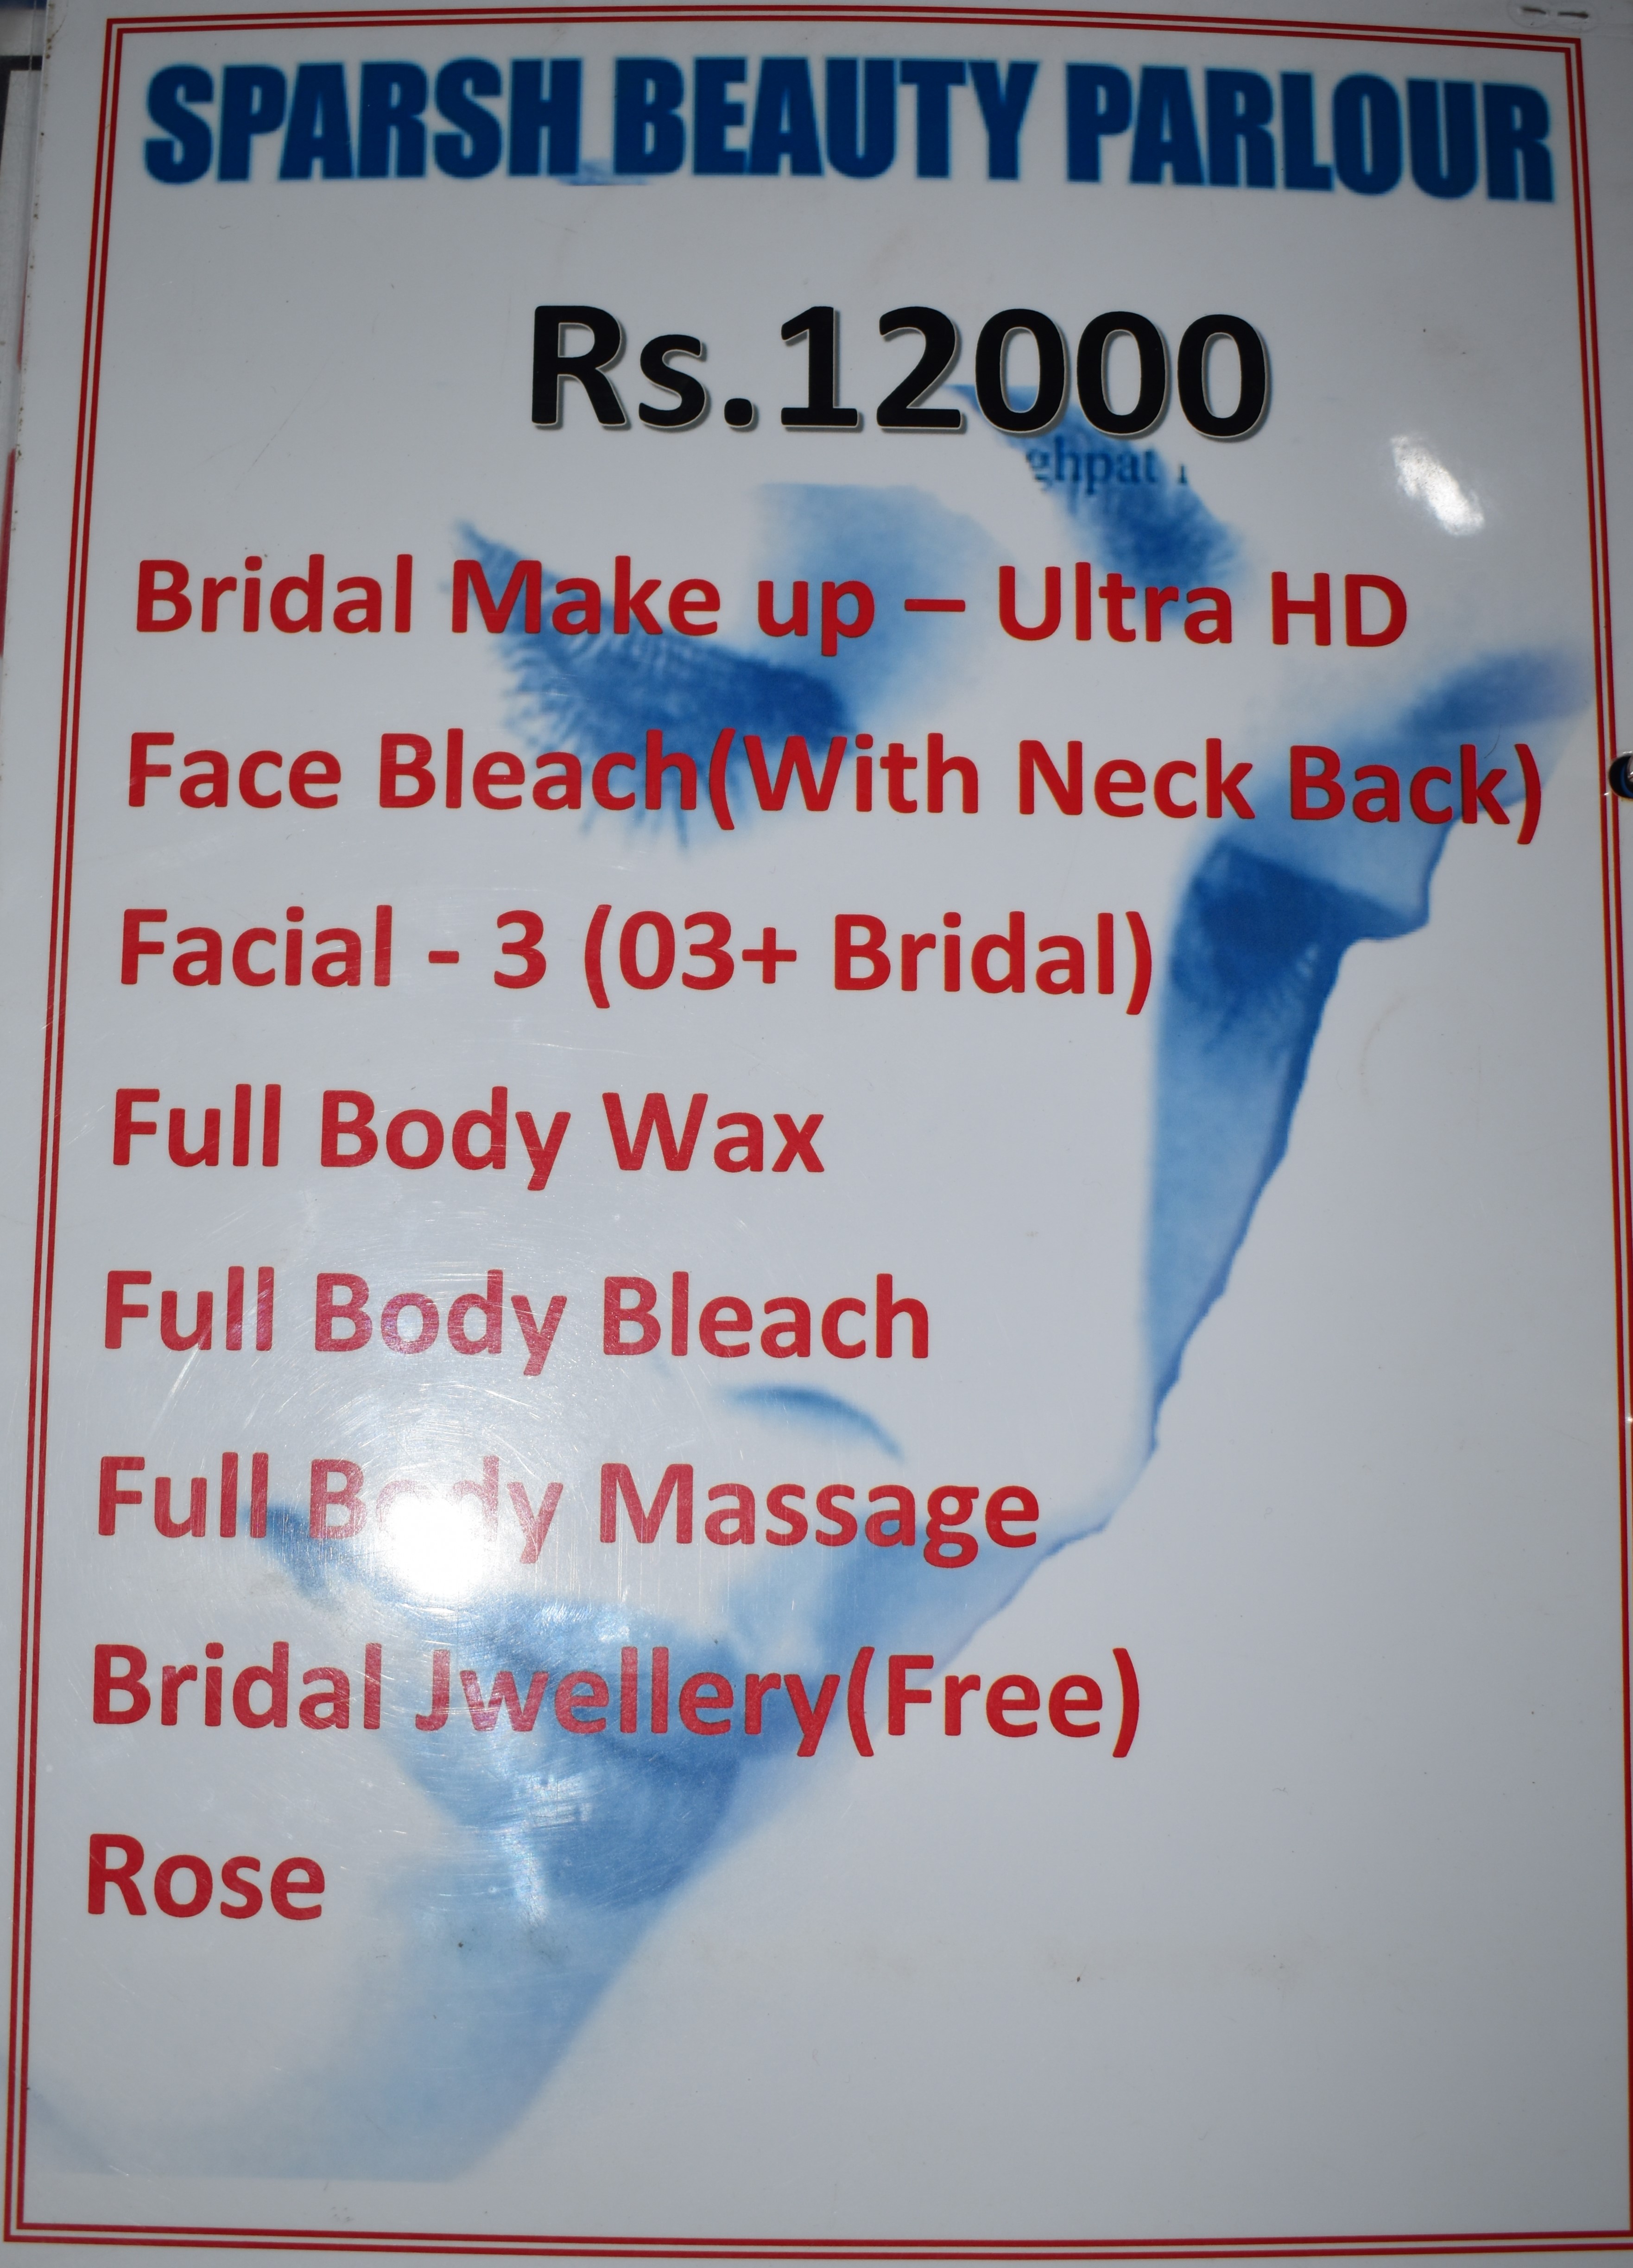 SPARSH BEAUTY PARLOUR
Rs.12000
ghpat
Bridal Make up – Ultra HD
Face Bleach(With Neck Back)
Facial - 3 (03+ Bridal)
Full Body Wax
Full Body Bleach
Full Body Massage
Bridal Jwellery(Free)
Rose